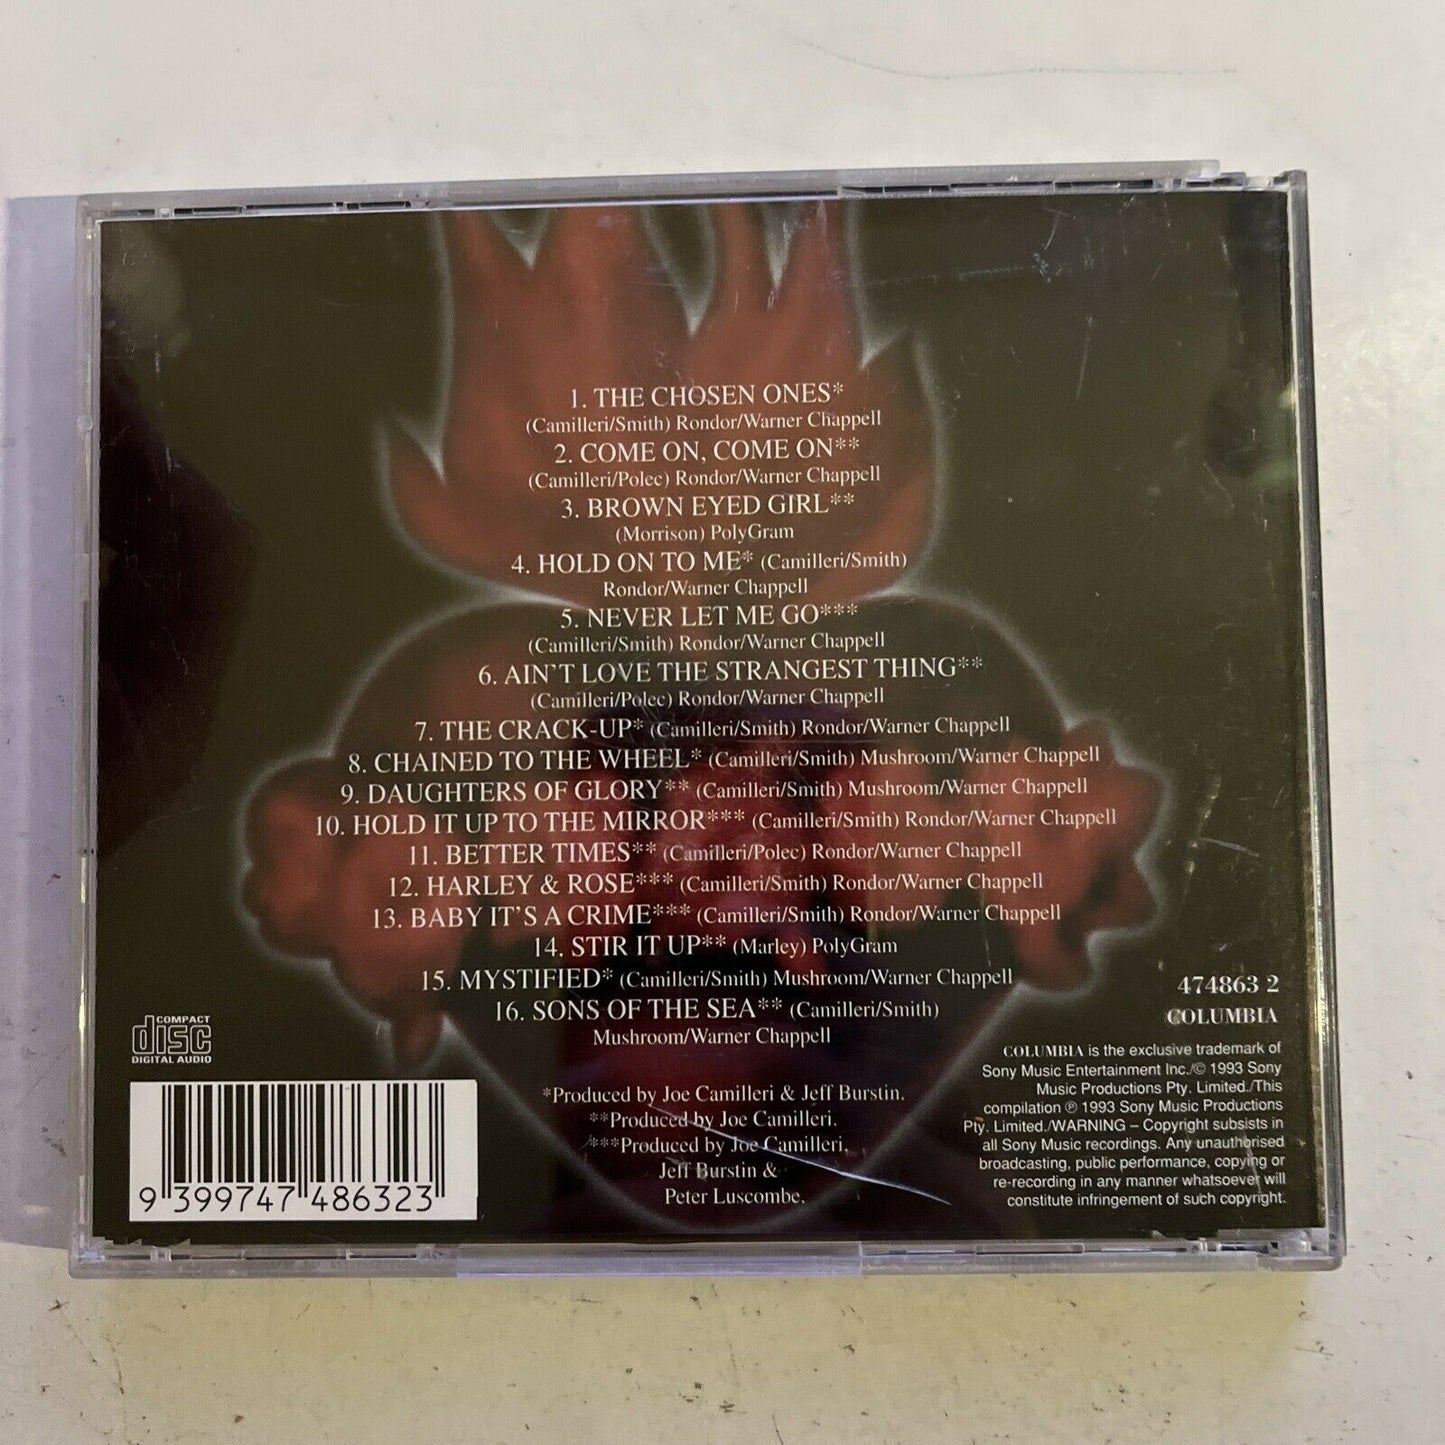 1. THE CHOSEN ONES*
(Camilleri/Smith) Rondor/Warner Chappell
2. COME ON, COME ON**
(Camilleri/Polec) Rondor/Warner Chappell
3. BROWN EYED GIRL**
(Morrison) PolyGram
4. HOLD ON TO ME* (Camilleri/Smith)
Rondor/Warner Chappell
5. NEVER LET ME GO***
(Camilleri/Smith) Rondor/Warner Chappell
6. AIN'T LOVE THE STRANGEST THING**
(Camilleri/Polec) Rondor/Warner Chappell
7. THE CRACK-UP* (Camilleri/Smith) Rondor/Warner Chappell
8. CHAINED TO THE WHEEL* (Camilleri/Smith) Mushroom/Warner Chappell
9. DAUGHTERS OF GLORY** (Camilleri/Smith) Mushroom/Warner Chappell
10. HOLD IT UP TO THE MIRROR*** (Camilleri/Smith) Rondor/Warner Chappell
11. BETTER TIMES** (Camilleri/Polec) Rondor/Warner Chappell
12. HARLEY & ROSE*** (Camilleri/Smith) Rondor/Warner Chappell
13. BABY IT'S A CRIME*** (Camilleri/Smith) Rondor/Warner Chappell
14. STIR IT UP** (Marley) PolyGram
15. MYSTIFIED* (Camilleri/Smith) Mushroom/Warner Chappell
16. SONS OF THE SEA** (Camilleri/Smith)
Mushroom/Warner Chappell
*Produced by Joe Camilleri & Jeff Burstin.
**Produced by Joe Camilleri.
***Produced by Joe Camilleri,
Jeff Burstin &
Peter Luscombe.
COMPACT
disc
DIGITAL AUDIO
9 399747 486323
474863 2
COLUMBIA
COLUMBIA is the exclusive trademark of
Sony Music Entertainment Inc./© 1993 Sony
Music Productions Pty. Limited./This
compilation ℗ 1993 Sony Music Productions
Pty. Limited./WARNING – Copyright subsists in
all Sony Music recordings. Any unauthorised
broadcasting, public performance, copying or
re-recording in any manner whatsoever will
constitute infringement of such copyright.